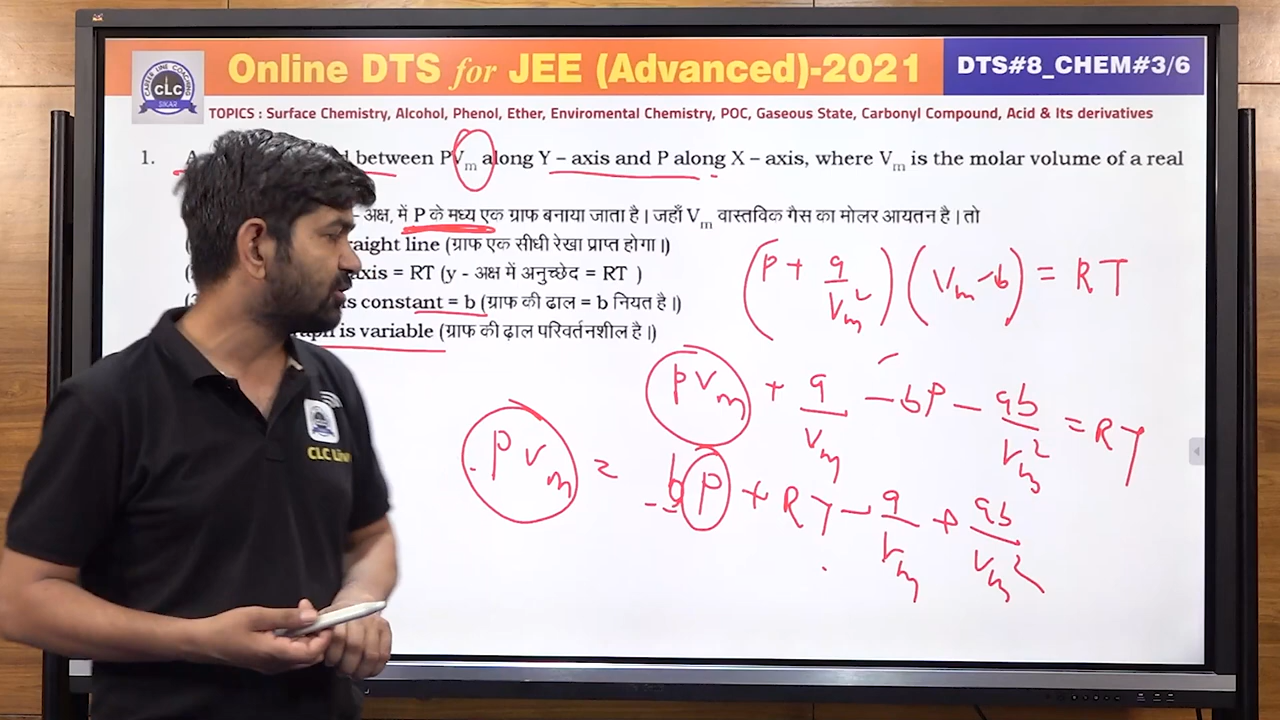 Online DTS for JEE (Advanced)-2021
DTS#8_CHEM#3/6
CAREER LINE COACHING
cLc
SIKAR
TOPICS : Surface Chemistry, Alcohol, Phenol, Ether, Enviromental Chemistry, POC, Gaseous State, Carbonyl Compound, Acid & Its derivatives
1. between PVₘ along Y – axis and P along X – axis, where Vₘ is the molar volume of a real
- अक्ष, में P के मध्य एक ग्राफ बनाया जाता है। जहाँ Vₘ वास्तविक गैस का मोलर आयतन है। तो
line (ग्राफ एक सीधी रेखा प्राप्त होगा।)
= RT (y - अक्ष में अनुच्छेद = RT )
is constant = b (ग्राफ की ढाल = b नियत है।)
is variable (ग्राफ की ढ़ाल परिवर्तनशील है।)
(P + a/Vₘ²) (Vₘ - b) = RT
PVₘ + a/Vₘ - bP - ab/Vₘ² = RT
PVₘ = bP + RT - a/Vₘ + ab/Vₘ²
CLC Live